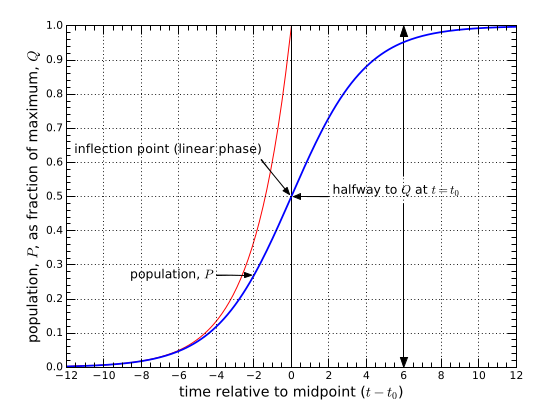 population, P, as fraction of maximum, Q
1.0
0.9
0.8
0.7
inflection point (linear phase)
0.6
halfway to Q at t = t₀
0.5
0.4
population, P
0.3
0.2
0.1
0.0
−12 −10 −8 −6 −4 −2 0 2 4 6 8 10 12
time relative to midpoint (t − t₀)